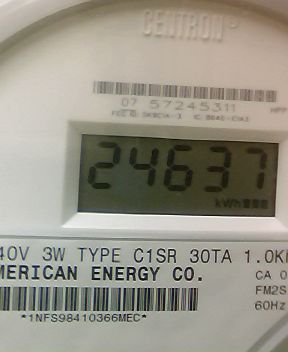 CENTRON®
07 57245311
24637
kWh
40V 3W TYPE C1SR 30TA 1.0K
MERICAN ENERGY CO.
CA 0
FM2S
60Hz
*1NFS98410366MEC*